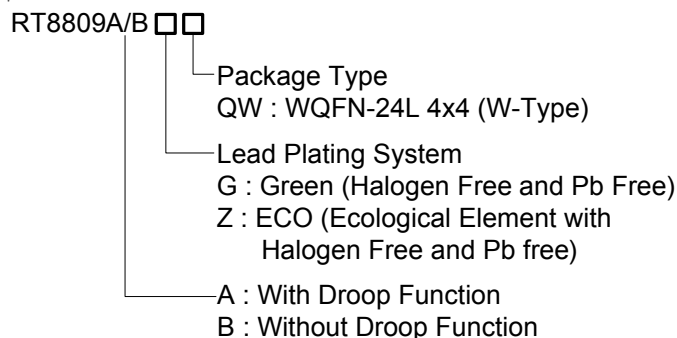 RT8809A/B
Package Type
QW : WQFN-24L 4x4 (W-Type)
Lead Plating System
G : Green (Halogen Free and Pb Free)
Z : ECO (Ecological Element with
Halogen Free and Pb free)
A : With Droop Function
B : Without Droop Function